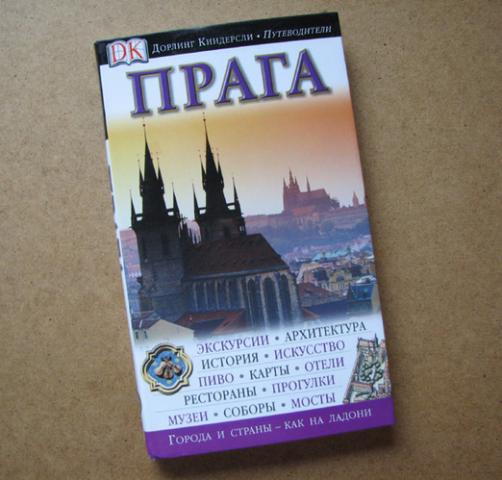 DK Дорлинг Киндерсли • Путеводители
ПРАГА
ЭКСКУРСИИ • АРХИТЕКТУРА
ИСТОРИЯ • ИСКУССТВО
ПИВО • КАРТЫ • ОТЕЛИ
РЕСТОРАНЫ • ПРОГУЛКИ
МУЗЕИ • СОБОРЫ • МОСТЫ
Города и страны – как на ладони